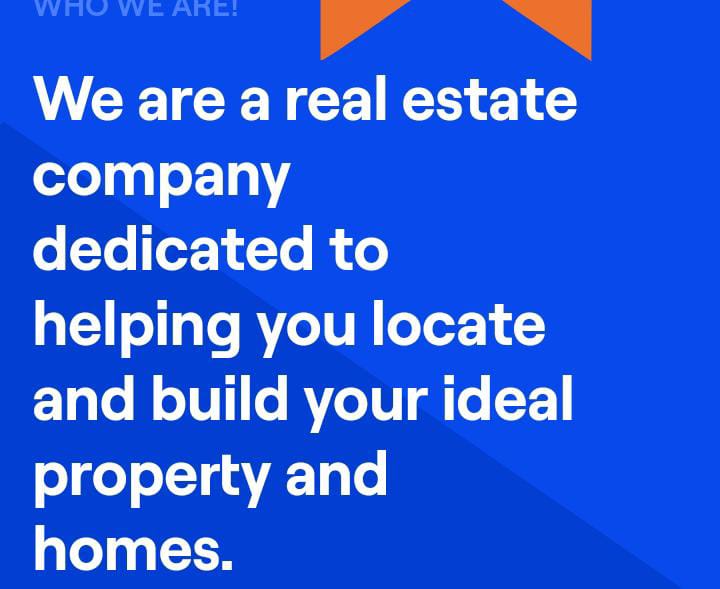 WHO WE ARE!
We are a real estate
company
dedicated to
helping you locate
and build your ideal
property and
homes.